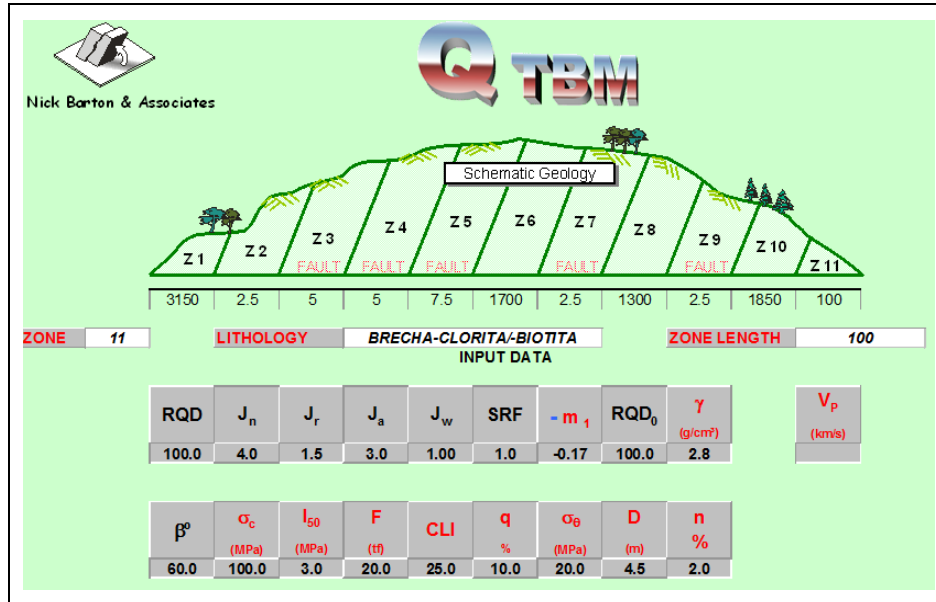 Q TBM
Nick Barton & Associates
Schematic Geology
Z 1 Z 2 Z 3 Z 4 Z 5 Z 6 Z 7 Z 8 Z 9 Z 10 Z 11
FAULT FAULT FAULT FAULT FAULT
3150 2.5 5 5 7.5 1700 2.5 1300 2.5 1850 100
ZONE 11 LITHOLOGY BRECHA-CLORITA/-BIOTITA ZONE LENGTH 100
INPUT DATA
RQD Jn Jr Ja Jw SRF - m 1 RQD0 γ (g/cm³) VP (km/s)
100.0 4.0 1.5 3.0 1.00 1.0 -0.17 100.0 2.8
βº σc (MPa) I50 (MPa) F (tf) CLI q % σθ (MPa) D (m) n %
60.0 100.0 3.0 20.0 25.0 10.0 20.0 4.5 2.0